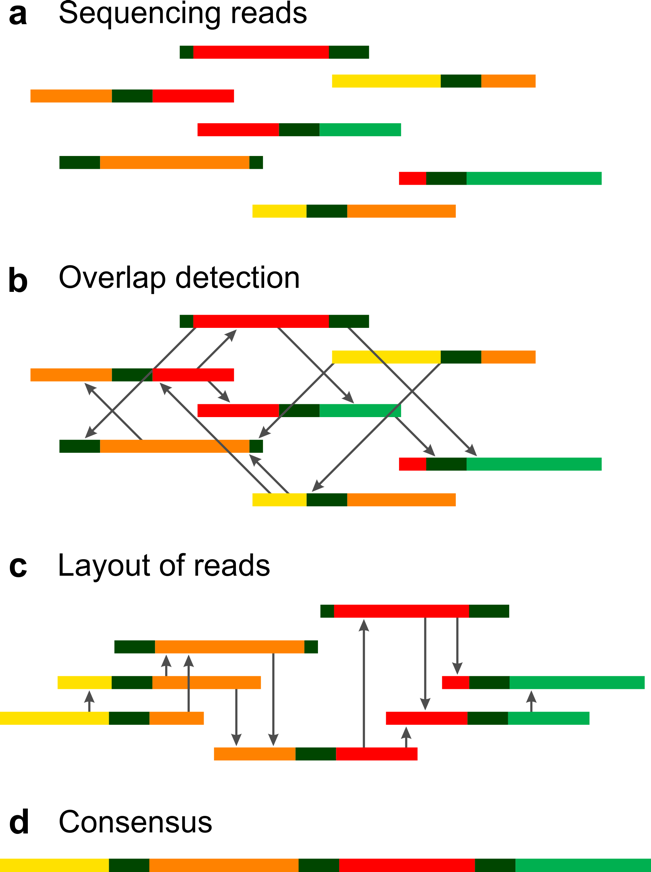 a Sequencing reads
b Overlap detection
c Layout of reads
d Consensus